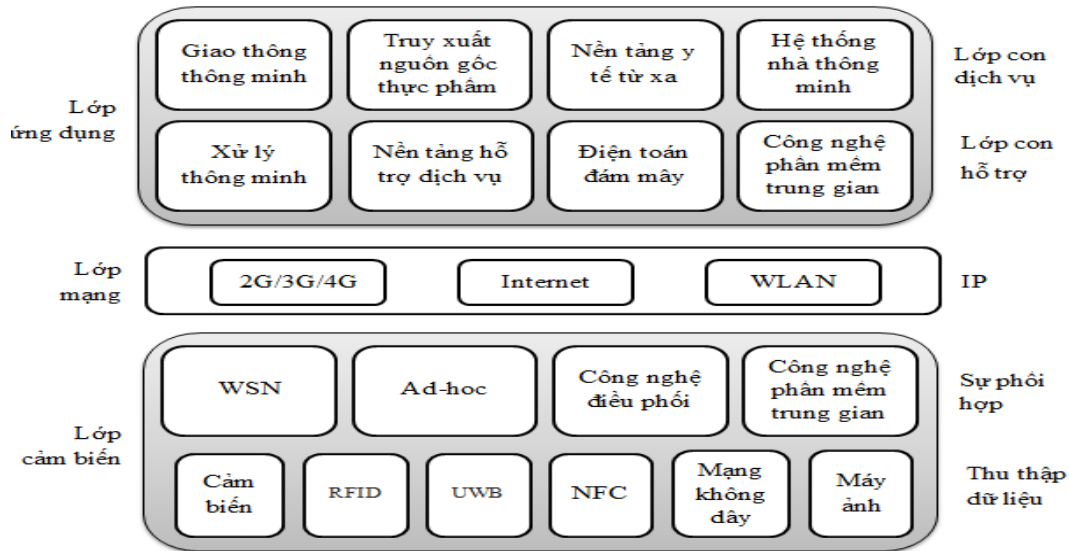 Giao thông
thông minh
Truy xuất
nguồn gốc
thực phẩm
Nền tảng y
tế từ xa
Hệ thống
nhà thông
minh
Lớp con
dịch vụ
Lớp
ứng dụng
Xử lý
thông minh
Nền tảng hỗ
trợ dịch vụ
Điện toán
đám mây
Công nghệ
phần mềm
trung gian
Lớp con
hỗ trợ
Lớp
mạng
2G/3G/4G
Internet
WLAN
IP
WSN
Ad-hoc
Công nghệ
điều phối
Công nghệ
phần mềm
trung gian
Sự phối
hợp
Lớp
cảm biến
Cảm
biến
RFID
UWB
NFC
Mạng
không
dây
Máy
ảnh
Thu thập
dữ liệu